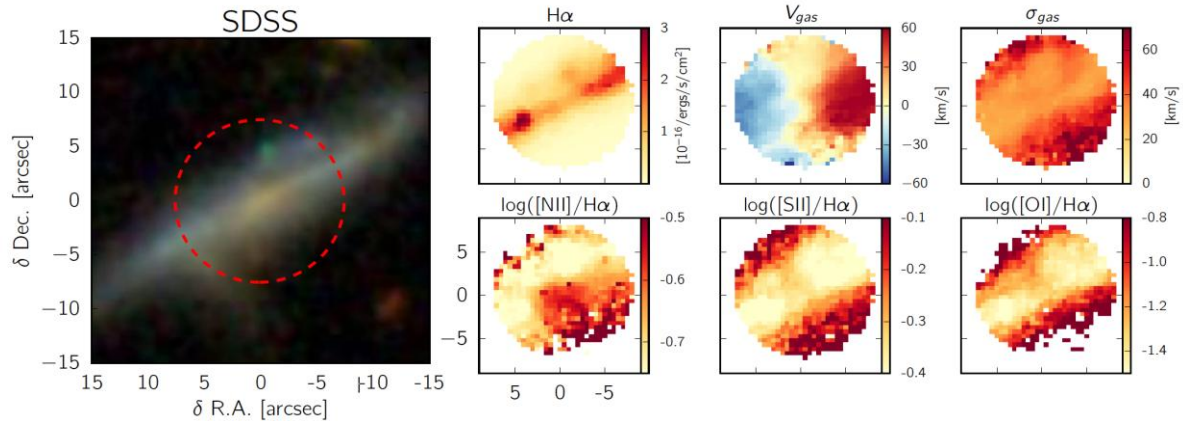 SDSS
15
10
5
0
−5
−10
−15
δ Dec. [arcsec]
15 10 5 0 -5 -10 -15
δ R.A. [arcsec]
Hα
3
2
1
[10⁻¹⁶/ergs/s/cm²]
V_gas
60
30
0
−30
−60
[km/s]
σ_gas
60
40
20
0
[km/s]
log([NII]/Hα)
5
0
−5
5 0 -5
-0.5
-0.6
-0.7
log([SII]/Hα)
-0.1
-0.2
-0.3
-0.4
log([OI]/Hα)
-0.8
-1.0
-1.2
-1.4